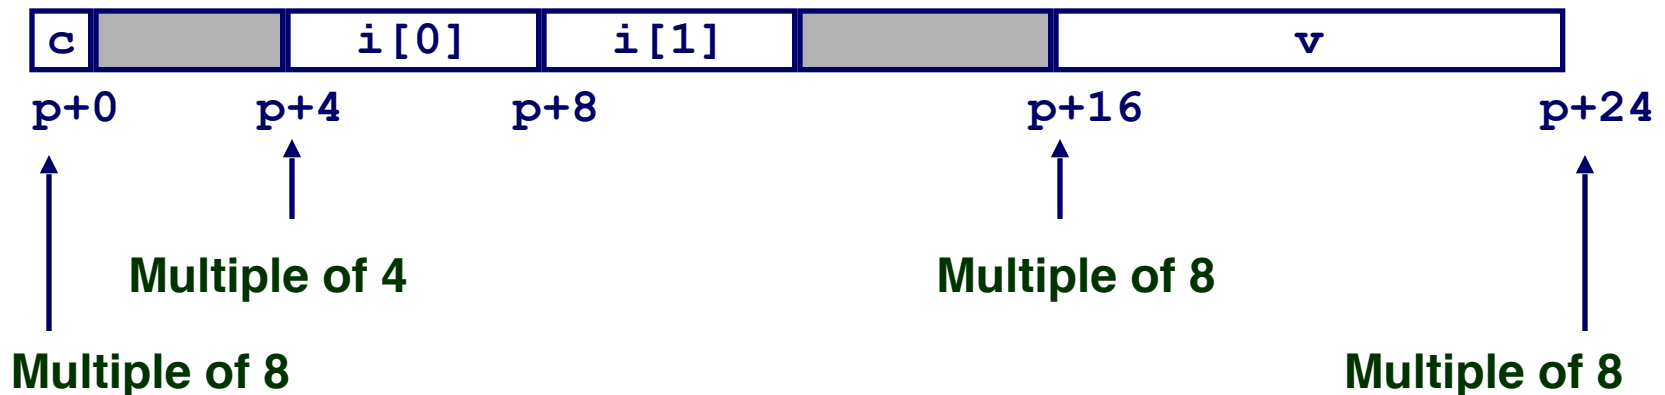 c i[0] i[1] v
p+0 p+4 p+8 p+16 p+24
Multiple of 4 Multiple of 8
Multiple of 8 Multiple of 8